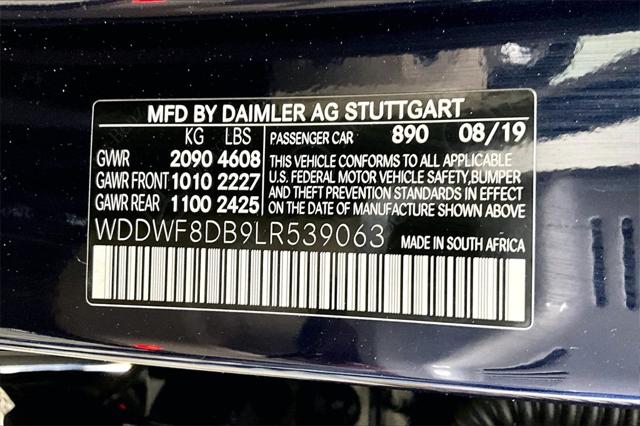 MFD BY DAIMLER AG STUTTGART
KG LBS PASSENGER CAR 890 08/19
GVWR 2090 4608
GAWR FRONT 1010 2227
GAWR REAR 1100 2425
THIS VEHICLE CONFORMS TO ALL APPLICABLE
U.S. FEDERAL MOTOR VEHICLE SAFETY,BUMPER
AND THEFT PREVENTION STANDARDS IN EFFECT
ON THE DATE OF MANUFACTURE SHOWN ABOVE
WDDWF8DB9LR539063 MADE IN SOUTH AFRICA